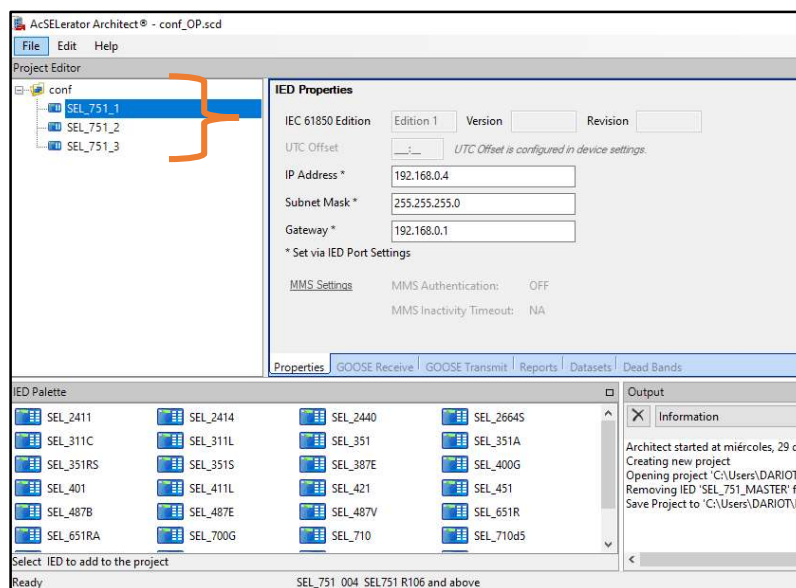 AcSELerator Architect® - conf_OP.scd
File Edit Help
Project Editor
conf
SEL_751_1
SEL_751_2
SEL_751_3
IED Properties
IEC 61850 Edition Edition 1 Version Revision
UTC Offset __:__ UTC Offset is configured in device settings.
IP Address * 192.168.0.4
Subnet Mask * 255.255.255.0
Gateway * 192.168.0.1
* Set via IED Port Settings
MMS Settings MMS Authentication: OFF
MMS Inactivity Timeout: NA
Properties GOOSE Receive GOOSE Transmit Reports Datasets Dead Bands
IED Palette
SEL_2411 SEL_2414 SEL_2440 SEL_2664S
SEL_311C SEL_311L SEL_351 SEL_351A
SEL_351RS SEL_351S SEL_387E SEL_400G
SEL_401 SEL_411L SEL_421 SEL_451
SEL_487B SEL_487E SEL_487V SEL_651R
SEL_651RA SEL_700G SEL_710 SEL_710d5
Select IED to add to the project
Output
Information
Architect started at miércoles, 29 d
Creating new project
Opening project 'C:\Users\DARIOT
Removing IED 'SEL_751_MASTER' f
Save Project to 'C:\Users\DARIOT\
Ready SEL_751 004 SEL751 R106 and above